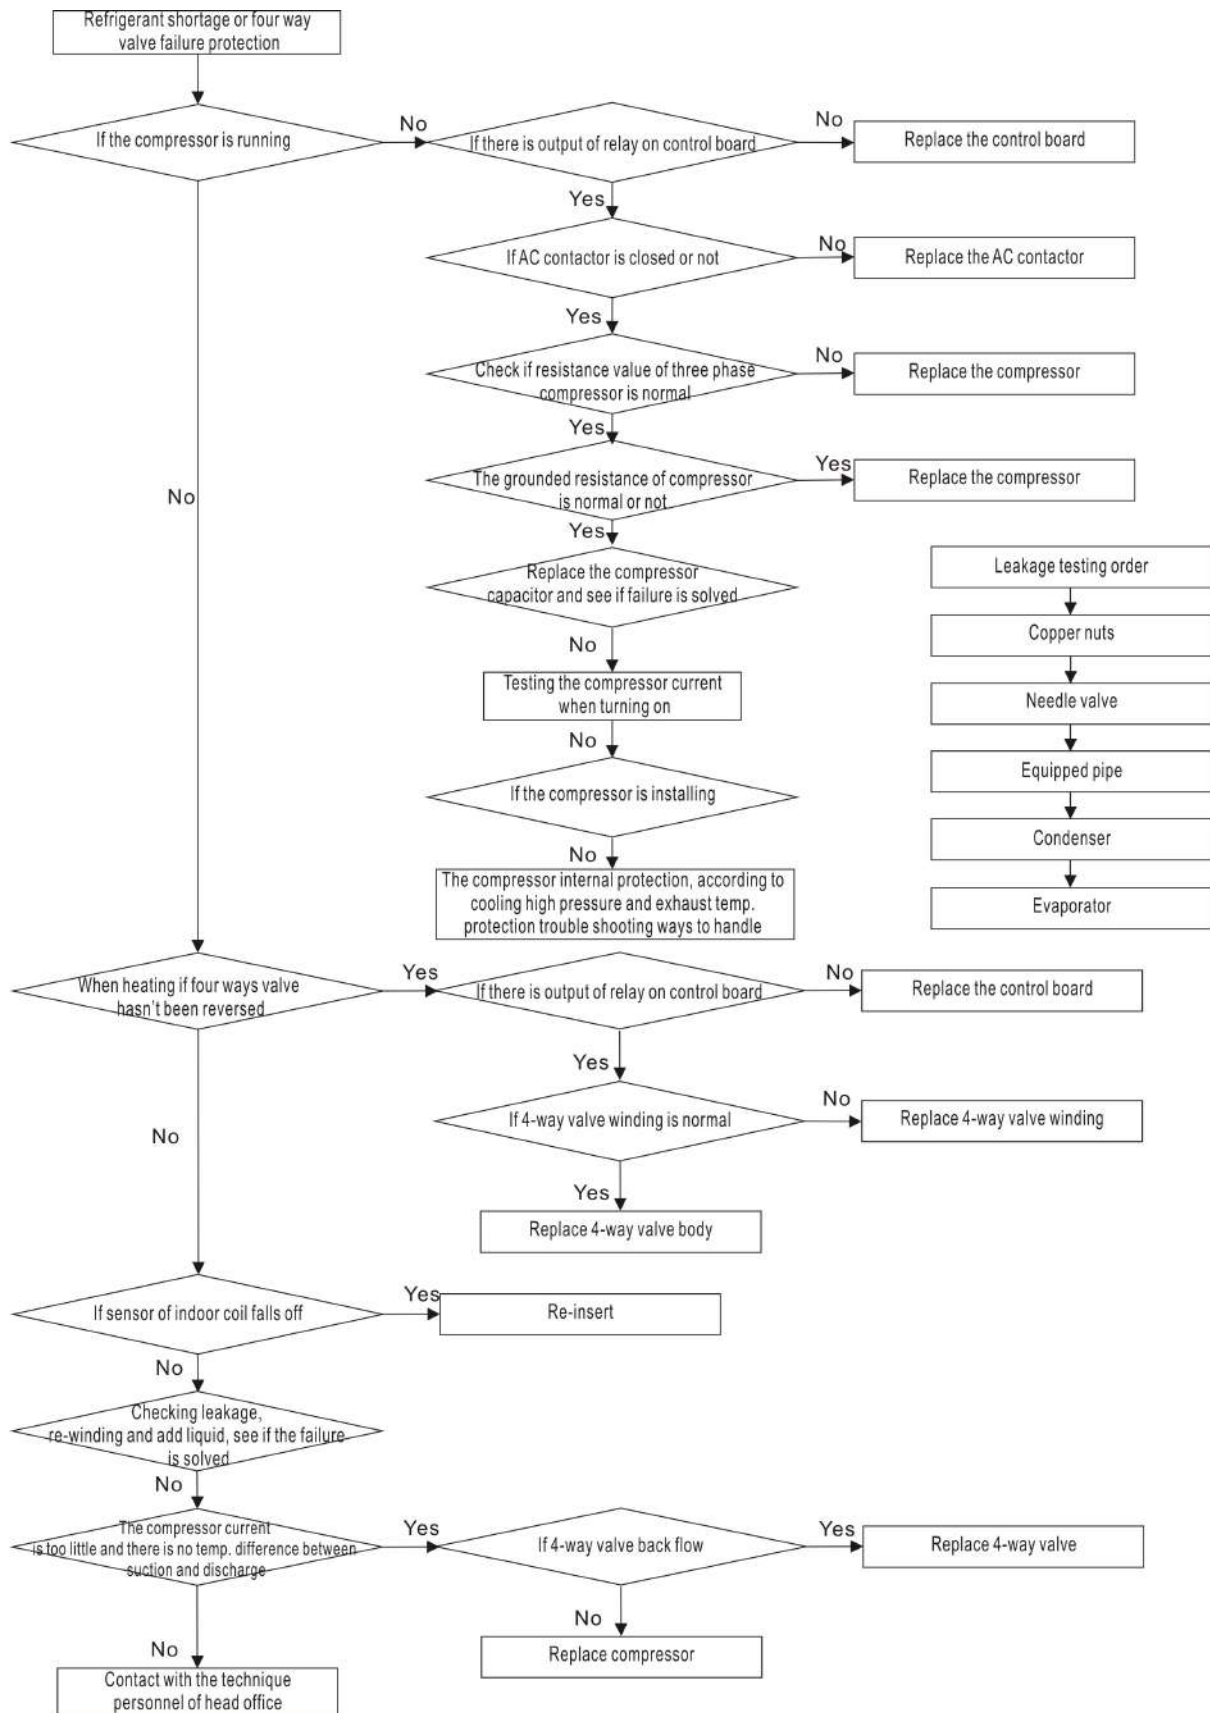 Refrigerant shortage or four way
valve failure protection
If the compressor is running
No
If there is output of relay on control board
No
Replace the control board
Yes
If AC contactor is closed or not
No
Replace the AC contactor
Yes
Check if resistance value of three phase
compressor is normal
No
Replace the compressor
Yes
The grounded resistance of compressor
is normal or not
Yes
Replace the compressor
Yes
Replace the compressor
capacitor and see if failure is solved
No
Testing the compressor current
when turning on
No
If the compressor is installing
No
The compressor internal protection, according to
cooling high pressure and exhaust temp.
protection trouble shooting ways to handle
Leakage testing order
Copper nuts
Needle valve
Equipped pipe
Condenser
Evaporator
No
When heating if four ways valve
hasn't been reversed
Yes
If there is output of relay on control board
No
Replace the control board
Yes
If 4-way valve winding is normal
No
Replace 4-way valve winding
Yes
Replace 4-way valve body
No
If sensor of indoor coil falls off
Yes
Re-insert
No
Checking leakage,
re-winding and add liquid, see if the failure
is solved
No
The compressor current
is too little and there is no temp. difference between
suction and discharge
Yes
If 4-way valve back flow
Yes
Replace 4-way valve
No
Replace compressor
No
Contact with the technique
personnel of head office